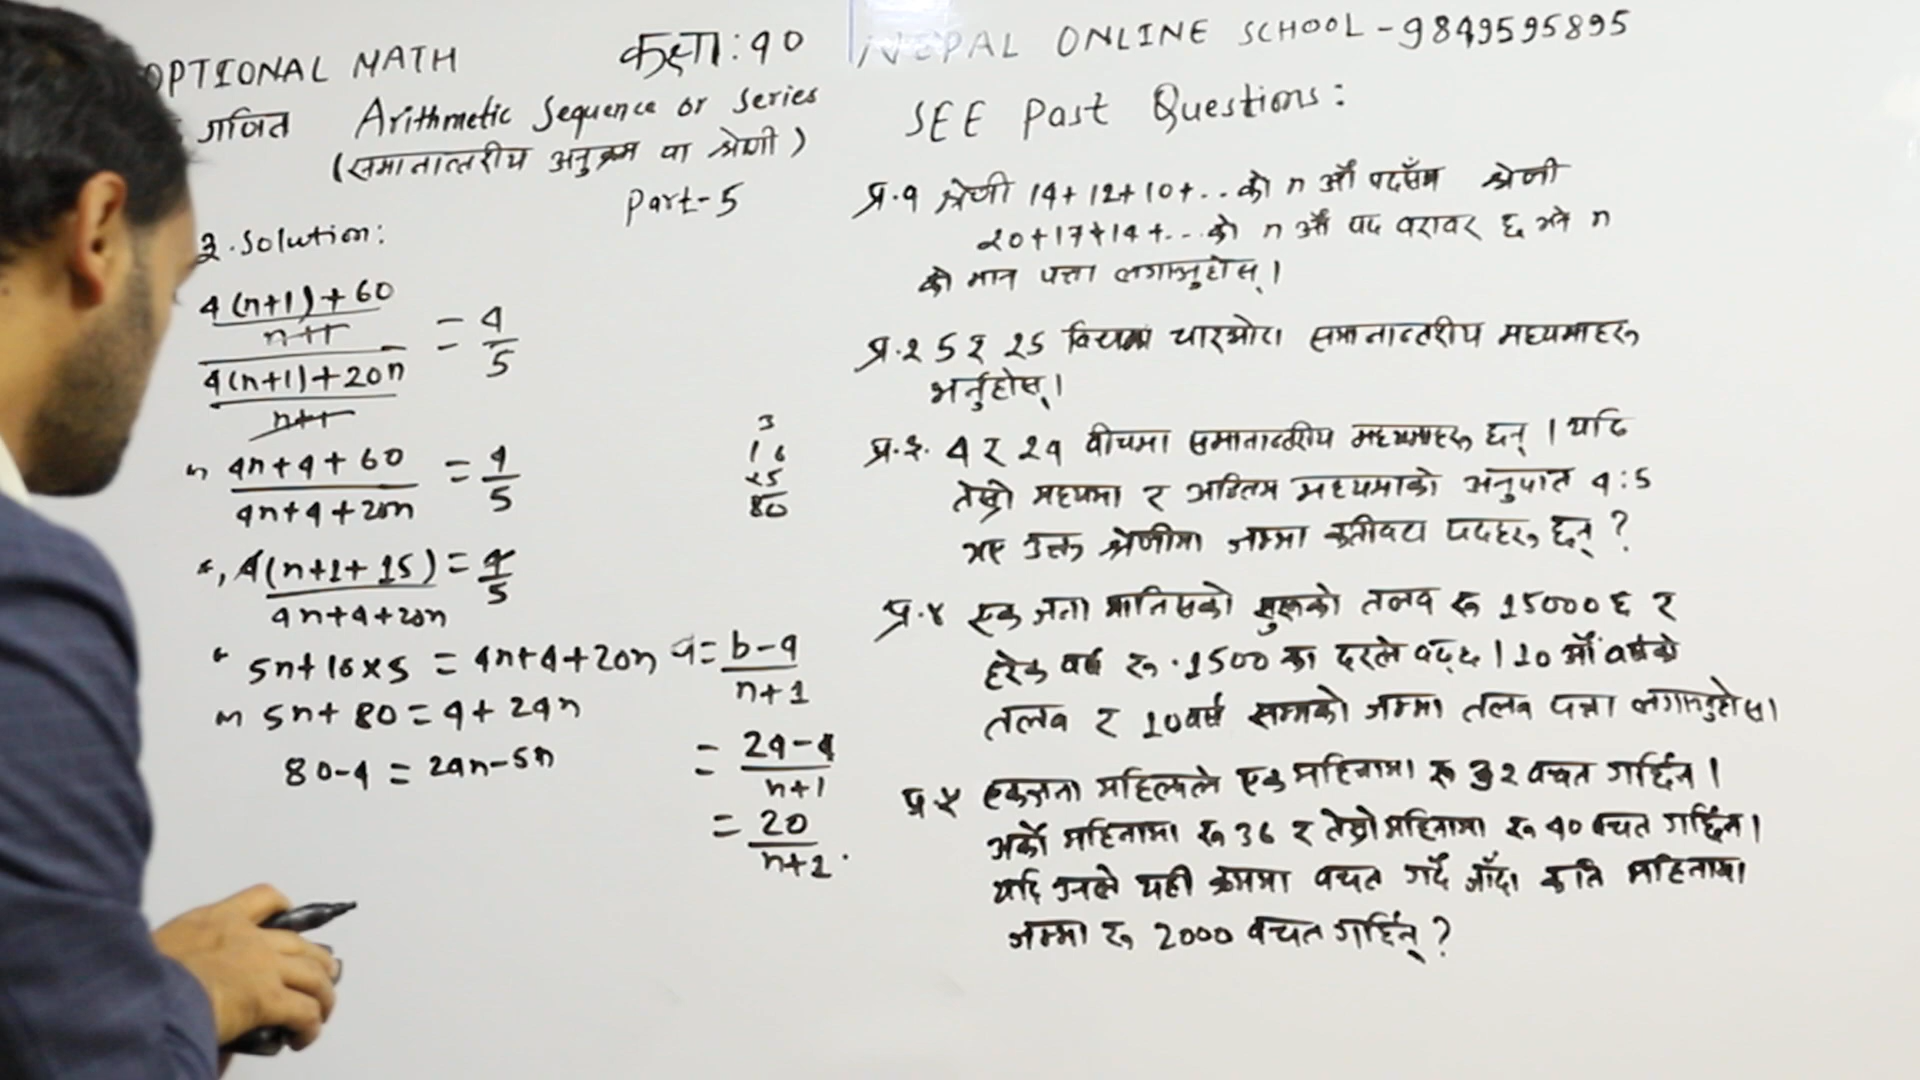 OPTIONAL MATH कक्षा: १०
गणित Arithmetic Sequence or Series
(समानान्तरीय अनुक्रम वा श्रेणी)
Part-5
3. Solution:
4(n+1)+60
n+1
= 4/5
4(n+1)+20n
n+1
4n+4+60
= 4/5
4n+4+20n
4(n+1+15) = 4/5
4n+4+20n
5n+16×5 = 4n+4+20n
5n+80=4+24n
80-4 = 24n-5n
3
16
×5
80
d = b-a
n+1
= 24-4
n+1
= 20
n+1.
NEPAL ONLINE SCHOOL - 9849595895
SEE Past Questions:
प्र.१ श्रेणी 14+12+10+.. को n औं पदसँग श्रेणी
20+17+14+... को n औं पद बराबर छ भने n
को मान पत्ता लगाउनुहोस्।
प्र.२ 5 र 25 बिचमा चारओटा समानान्तरीय मध्यमाहरू
भर्नुहोस्।
प्र.३. 4 र 24 बीचमा समानान्तरीय मध्यमाहरू छन्। यदि
तेस्रो मध्यमा र अन्तिम मध्यमाको अनुपात 4:5
भए उक्त श्रेणीमा जम्मा कतीवटा पदहरू छन्?
प्र.४ एक जना मानिसको सुरूको तलब रू 15000 छ र
हरेक वर्ष रू.1500 का दरले बढ्छ। 10 औं वर्षको
तलब र 10 वर्ष सम्मको जम्मा तलब पत्ता लगाउनुहोस्।
प्र.५ एकजना महिलाले एक महिनामा रू 32 बचत गर्छिन्।
अर्को महिनामा रू 36 र तेस्रो महिनामा रू 40 बचत गर्छिन्।
यदि उनले यही क्रममा बचत गर्दै जाँदा कति महिनामा
जम्मा रू 2000 बचत गर्छिन्?